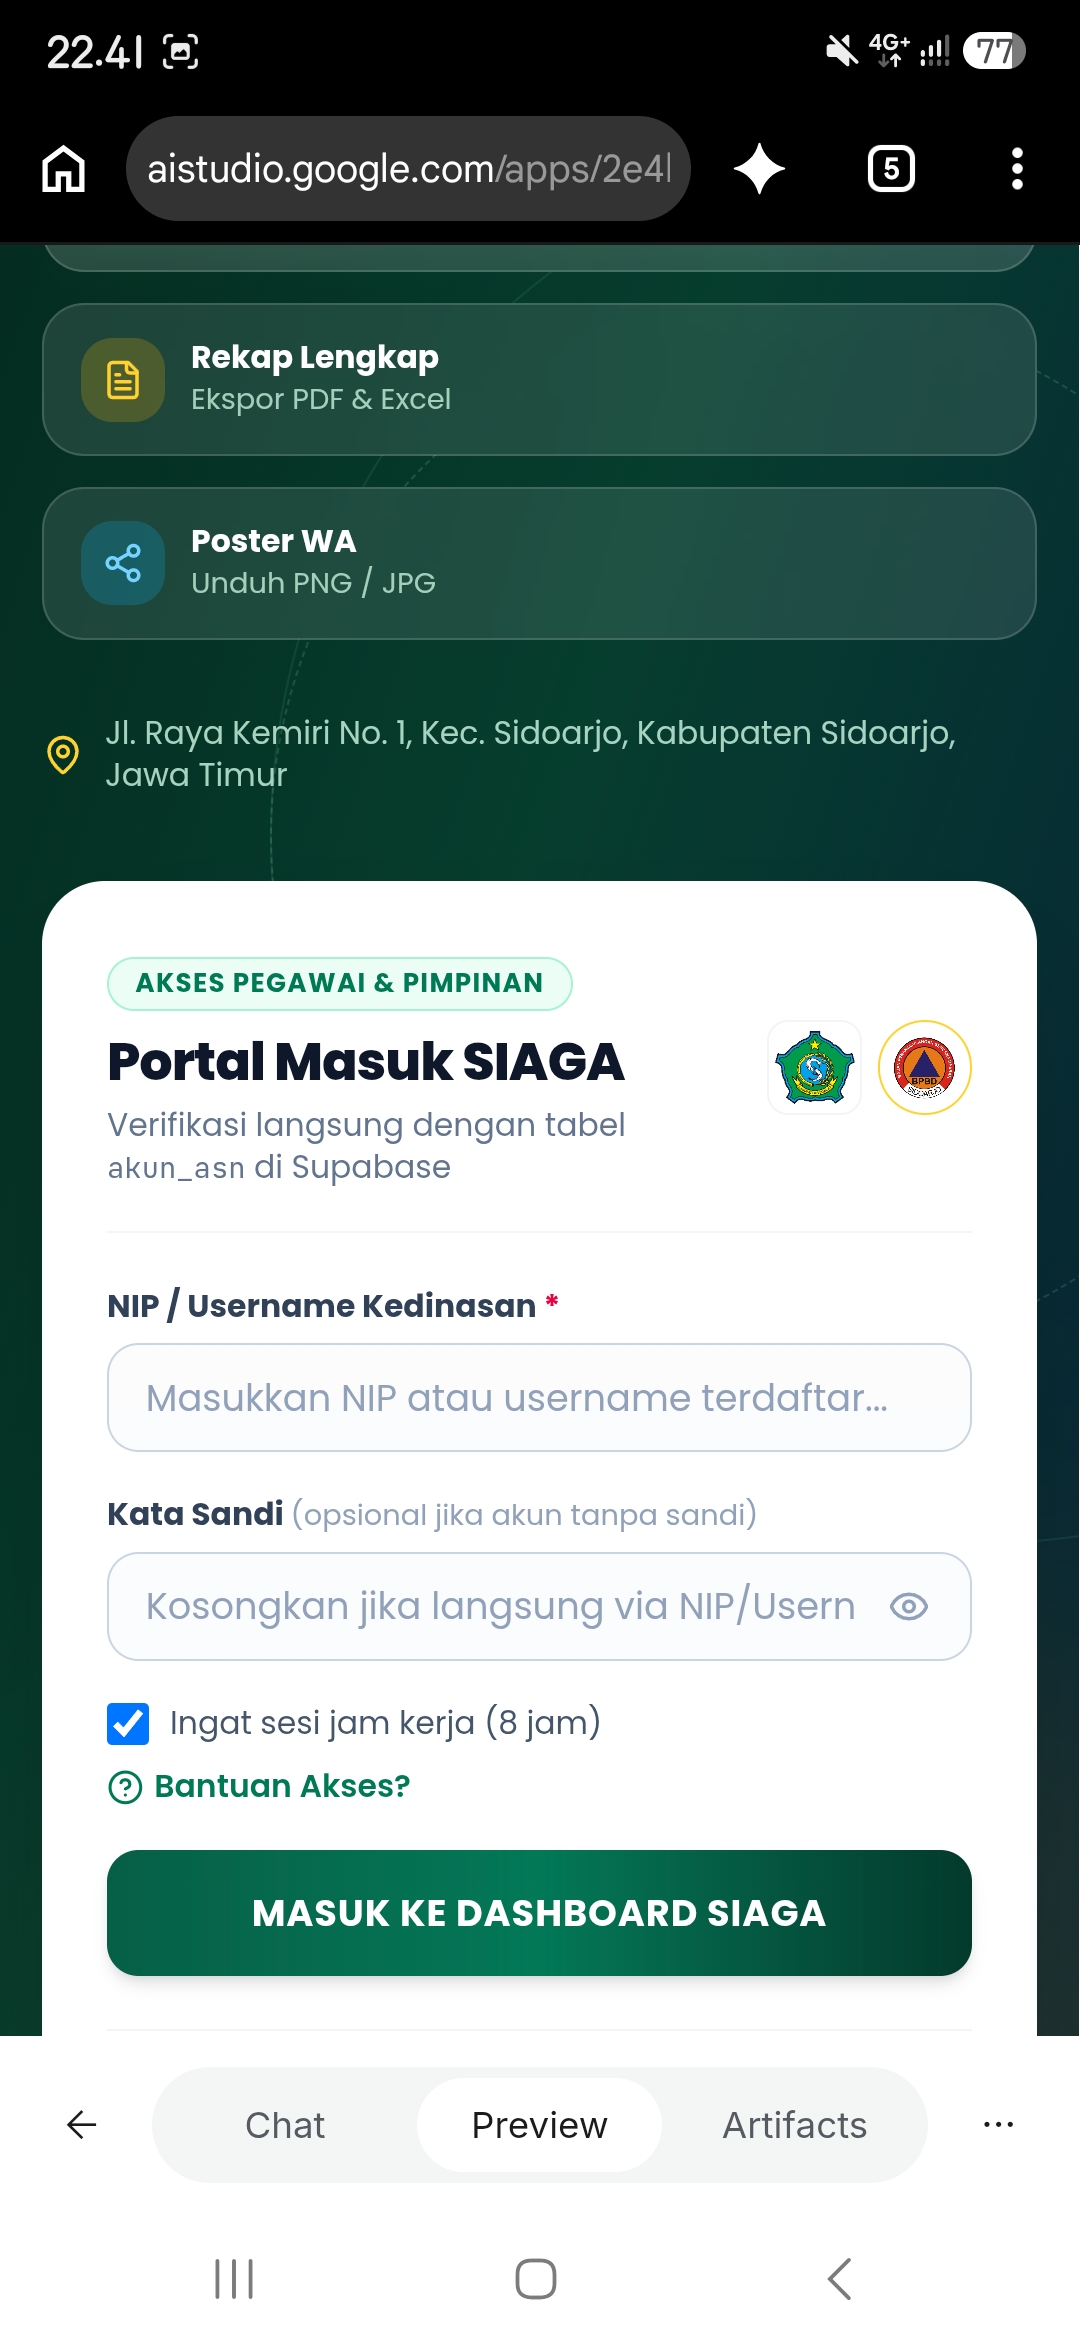 22.41
4G+
77
aistudio.google.com/apps/2e4
5
Rekap Lengkap
Ekspor PDF & Excel
Poster WA
Unduh PNG / JPG
Jl. Raya Kemiri No. 1, Kec. Sidoarjo, Kabupaten Sidoarjo,
Jawa Timur
AKSES PEGAWAI & PIMPINAN
Portal Masuk SIAGA
BPBD
SIDOARJO
Verifikasi langsung dengan tabel
akun_asn di Supabase
NIP / Username Kedinasan *
Masukkan NIP atau username terdaftar...
Kata Sandi (opsional jika akun tanpa sandi)
Kosongkan jika langsung via NIP/Usern
Ingat sesi jam kerja (8 jam)
Bantuan Akses?
MASUK KE DASHBOARD SIAGA
Chat
Preview
Artifacts